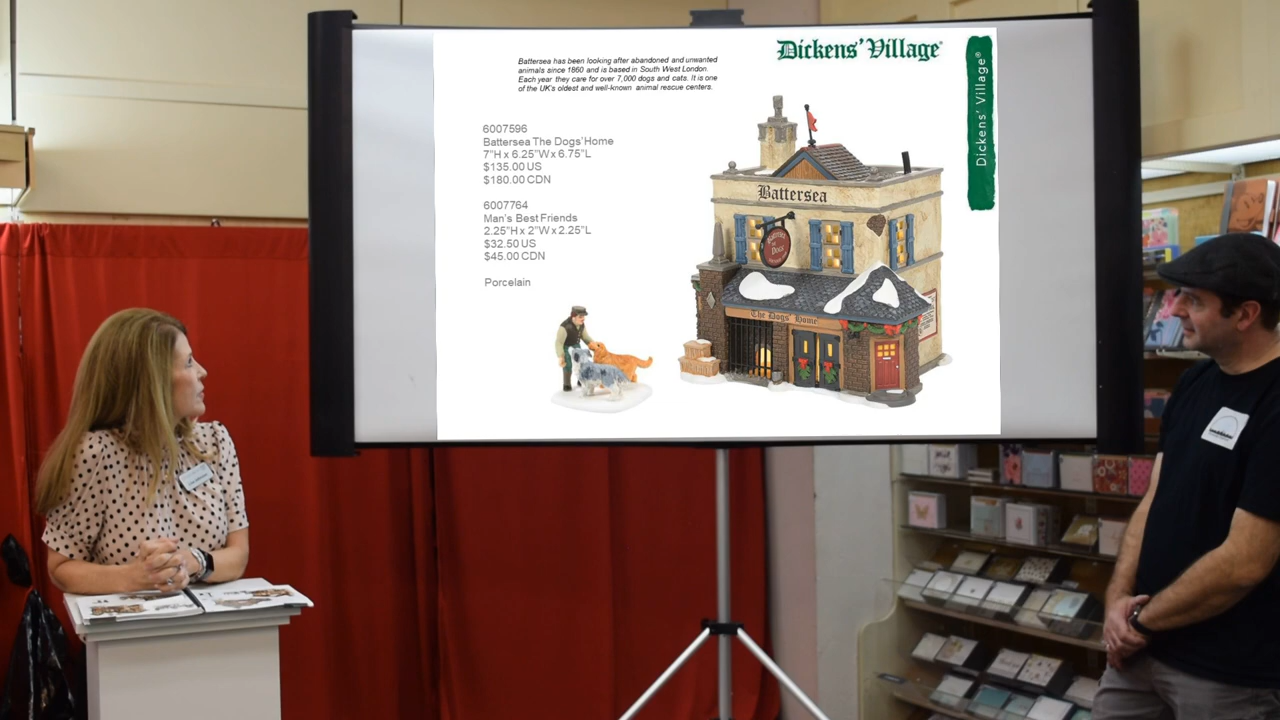 Battersea has been looking after abandoned and unwanted
animals since 1860 and is based in South West London.
Each year they care for over 7,000 dogs and cats. It is one
of the UK's oldest and well-known animal rescue centers.
Dickens' Village®
Dickens' Village®
6007596
Battersea The Dogs' Home
7"H x 6.25"W x 6.75"L
$135.00 US
$180.00 CDN
6007764
Man's Best Friends
2.25"H x 2"W x 2.25"L
$32.50 US
$45.00 CDN
Porcelain
Battersea
Dogs
The Dogs' Home